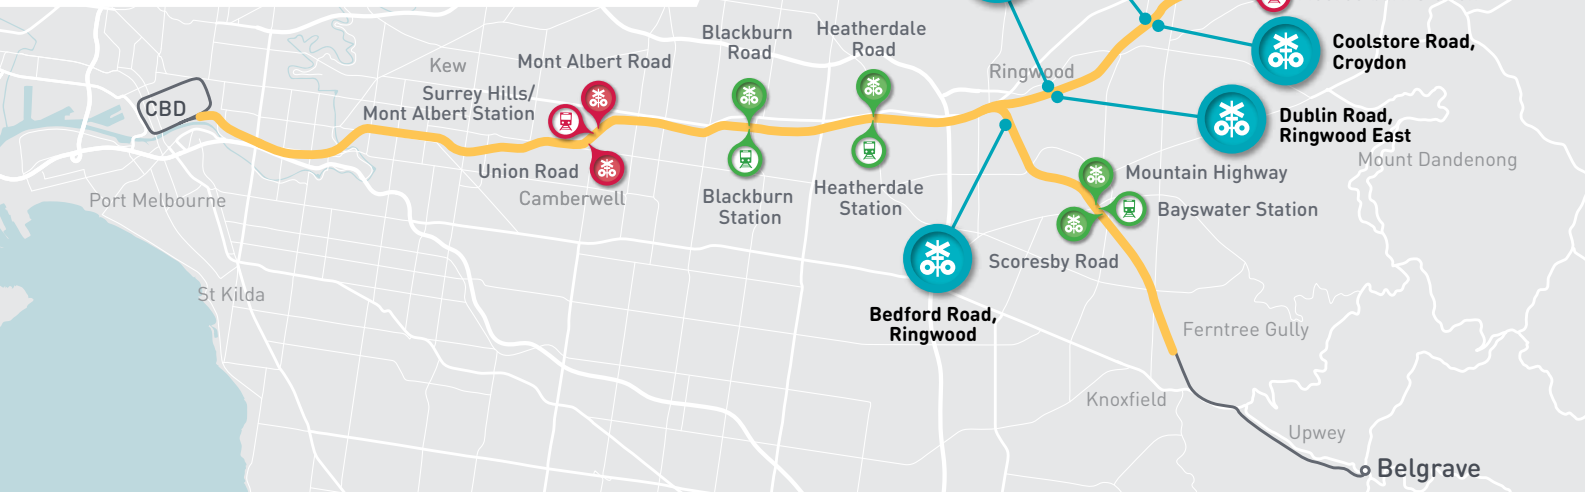 Blackburn
Road
Heatherdale
Road
Coolstore Road,
Croydon
Kew
Mont Albert Road
Ringwood
Surrey Hills/
Mont Albert Station
CBD
Dublin Road,
Ringwood East
Mount Dandenong
Union Road
Camberwell
Mountain Highway
Port Melbourne
Blackburn
Station
Heatherdale
Station
Bayswater Station
Scoresby Road
St Kilda
Bedford Road,
Ringwood
Ferntree Gully
Knoxfield
Upwey
Belgrave